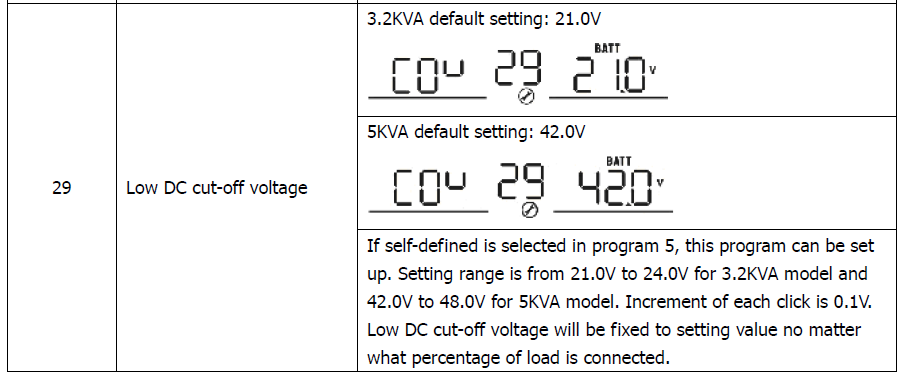 3.2KVA default setting: 21.0V
COU 29 BATT 21.0V
5KVA default setting: 42.0V
COU 29 BATT 42.0V
29 Low DC cut-off voltage
If self-defined is selected in program 5, this program can be set
up. Setting range is from 21.0V to 24.0V for 3.2KVA model and
42.0V to 48.0V for 5KVA model. Increment of each click is 0.1V.
Low DC cut-off voltage will be fixed to setting value no matter
what percentage of load is connected.